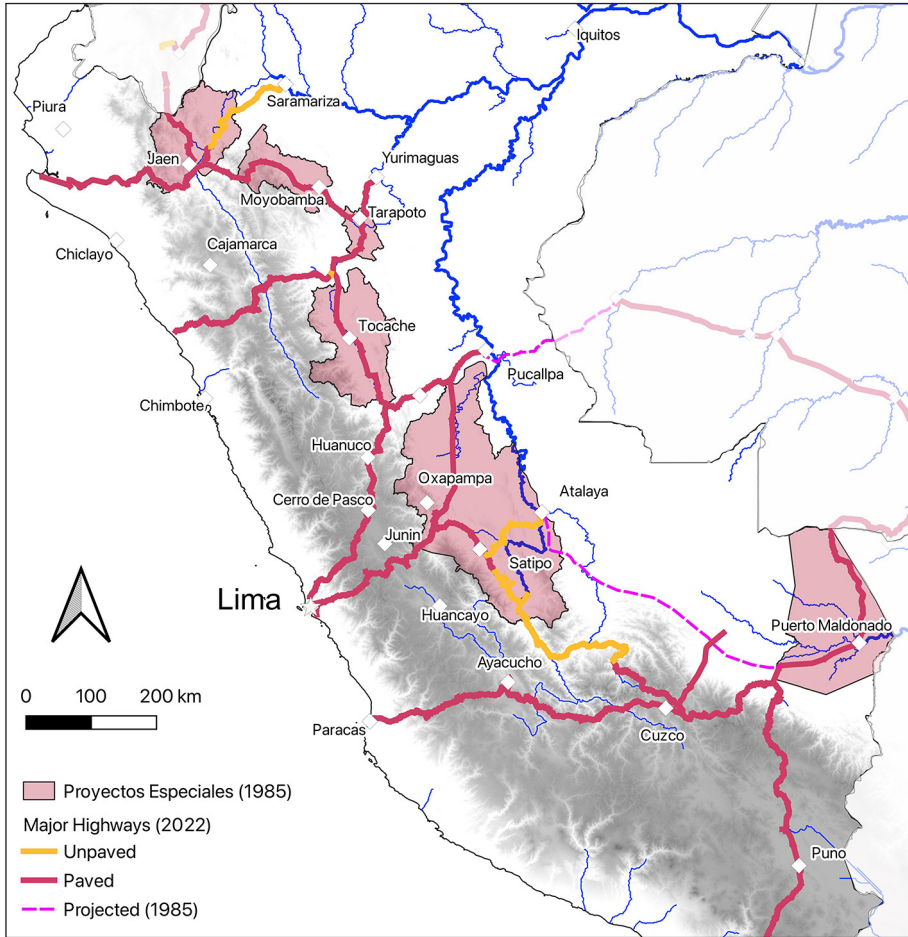 Iquitos
Saramariza
Piura
Jaen
Yurimaguas
Moyobamba
Tarapoto
Cajamarca
Chiclayo
Tocache
Pucallpa
Chimbote
Huanuco
Oxapampa
Atalaya
Cerro de Pasco
Junin
Satipo
Lima
Huancayo
Puerto Maldonado
Ayacucho
0 100 200 km
Paracas
Cuzco
Proyectos Especiales (1985)
Major Highways (2022)
Unpaved
Puno
Paved
Projected (1985)